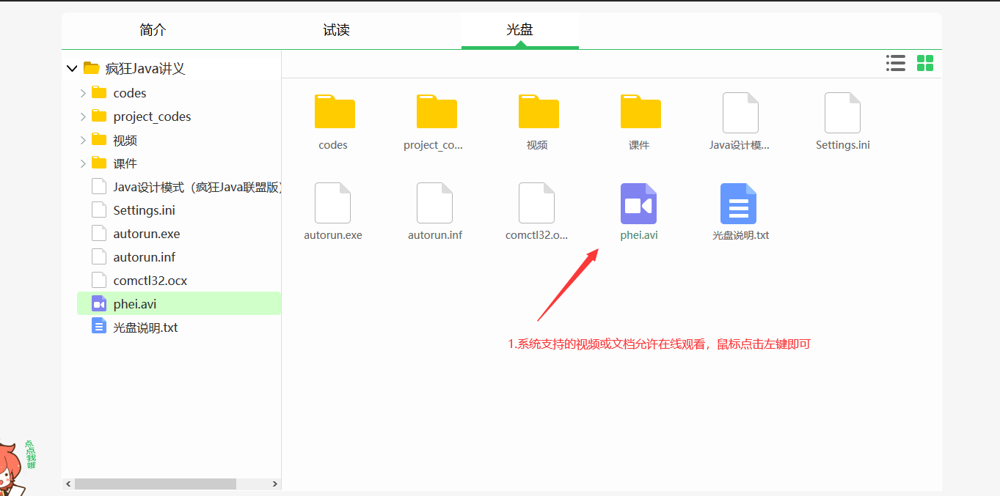 简介
试读
光盘
疯狂Java讲义
codes
project_codes
视频
课件
Java设计模式（疯狂Java联盟版）
Settings.ini
autorun.exe
autorun.inf
comctl32.ocx
phei.avi
光盘说明.txt
codes
project_co...
视频
课件
Java设计模...
Settings.ini
autorun.exe
autorun.inf
comctl32.o...
phei.avi
光盘说明.txt
1.系统支持的视频或文档允许在线观看，鼠标点击左键即可
点点我哦